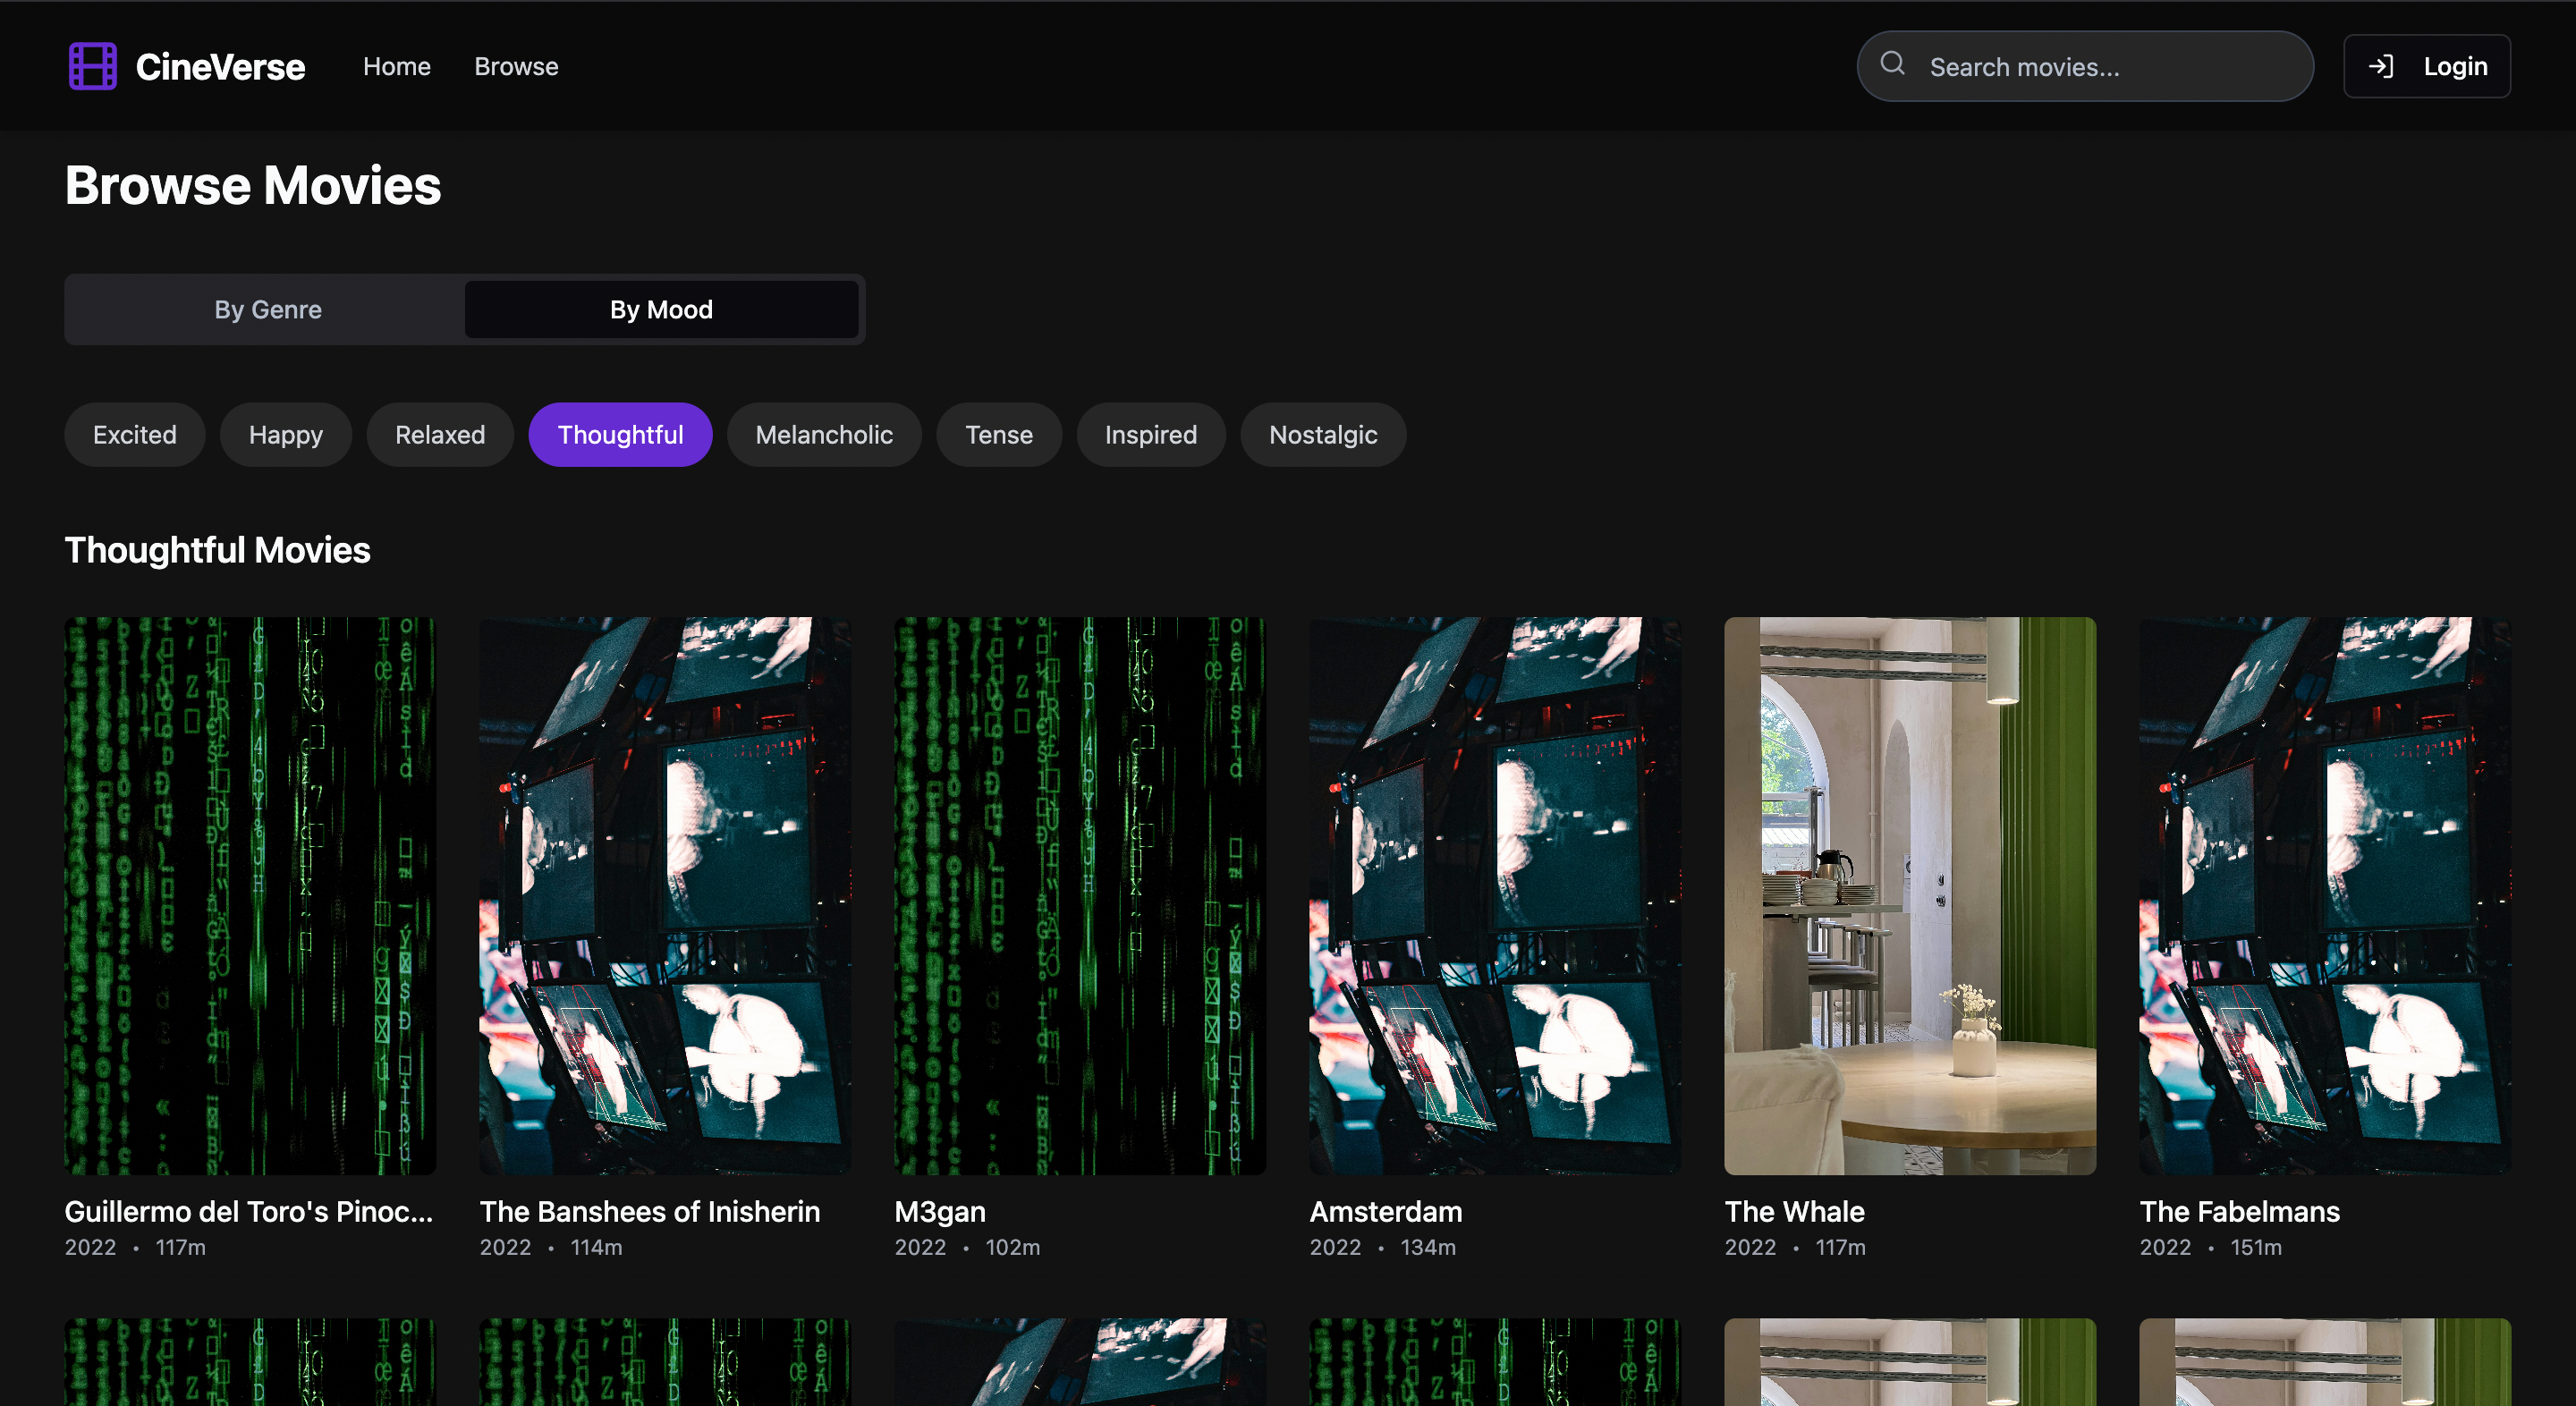 CineVerse Home Browse Search movies... Login
Browse Movies
By Genre By Mood
Excited Happy Relaxed Thoughtful Melancholic Tense Inspired Nostalgic
Thoughtful Movies
Guillermo del Toro's Pinoc... The Banshees of Inisherin M3gan Amsterdam The Whale The Fabelmans
2022 • 117m 2022 • 114m 2022 • 102m 2022 • 134m 2022 • 117m 2022 • 151m